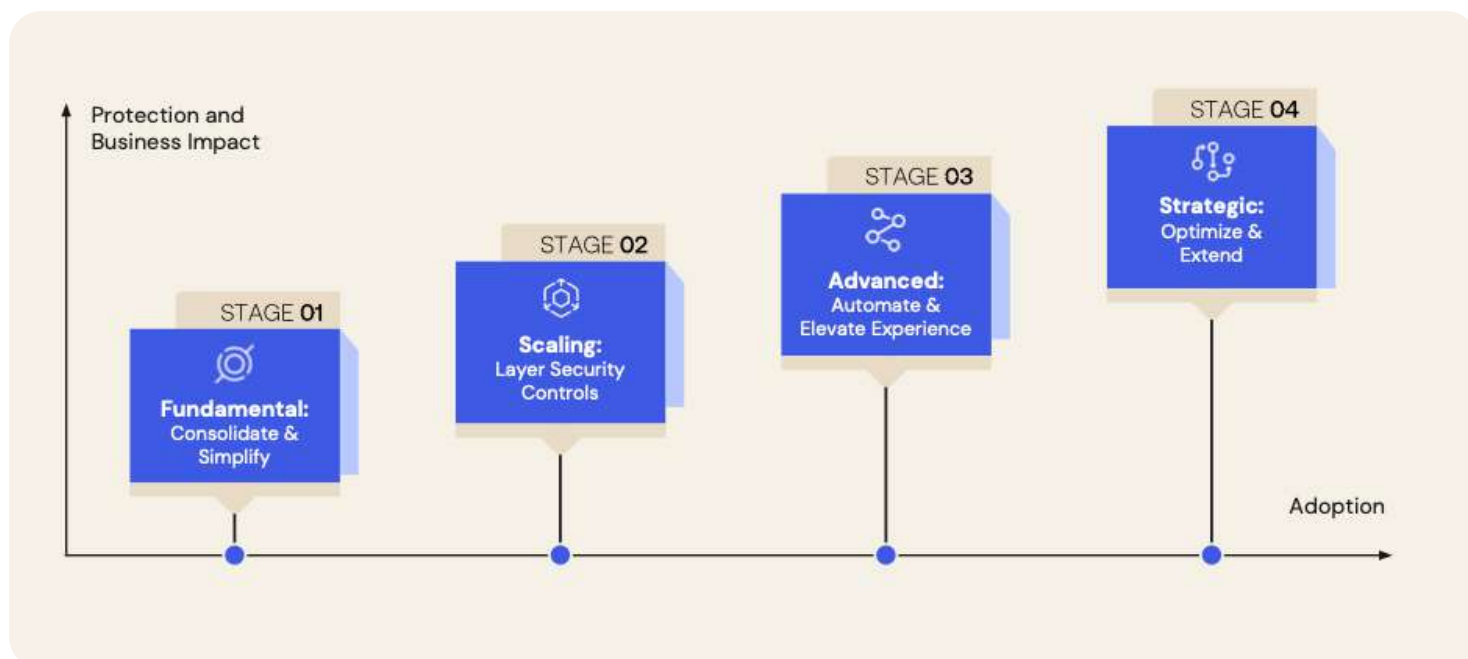 Protection and
Business Impact
STAGE 01
Fundamental:
Consolidate &
Simplify
STAGE 02
Scaling:
Layer Security
Controls
STAGE 03
Advanced:
Automate &
Elevate Experience
STAGE 04
Strategic:
Optimize &
Extend
Adoption